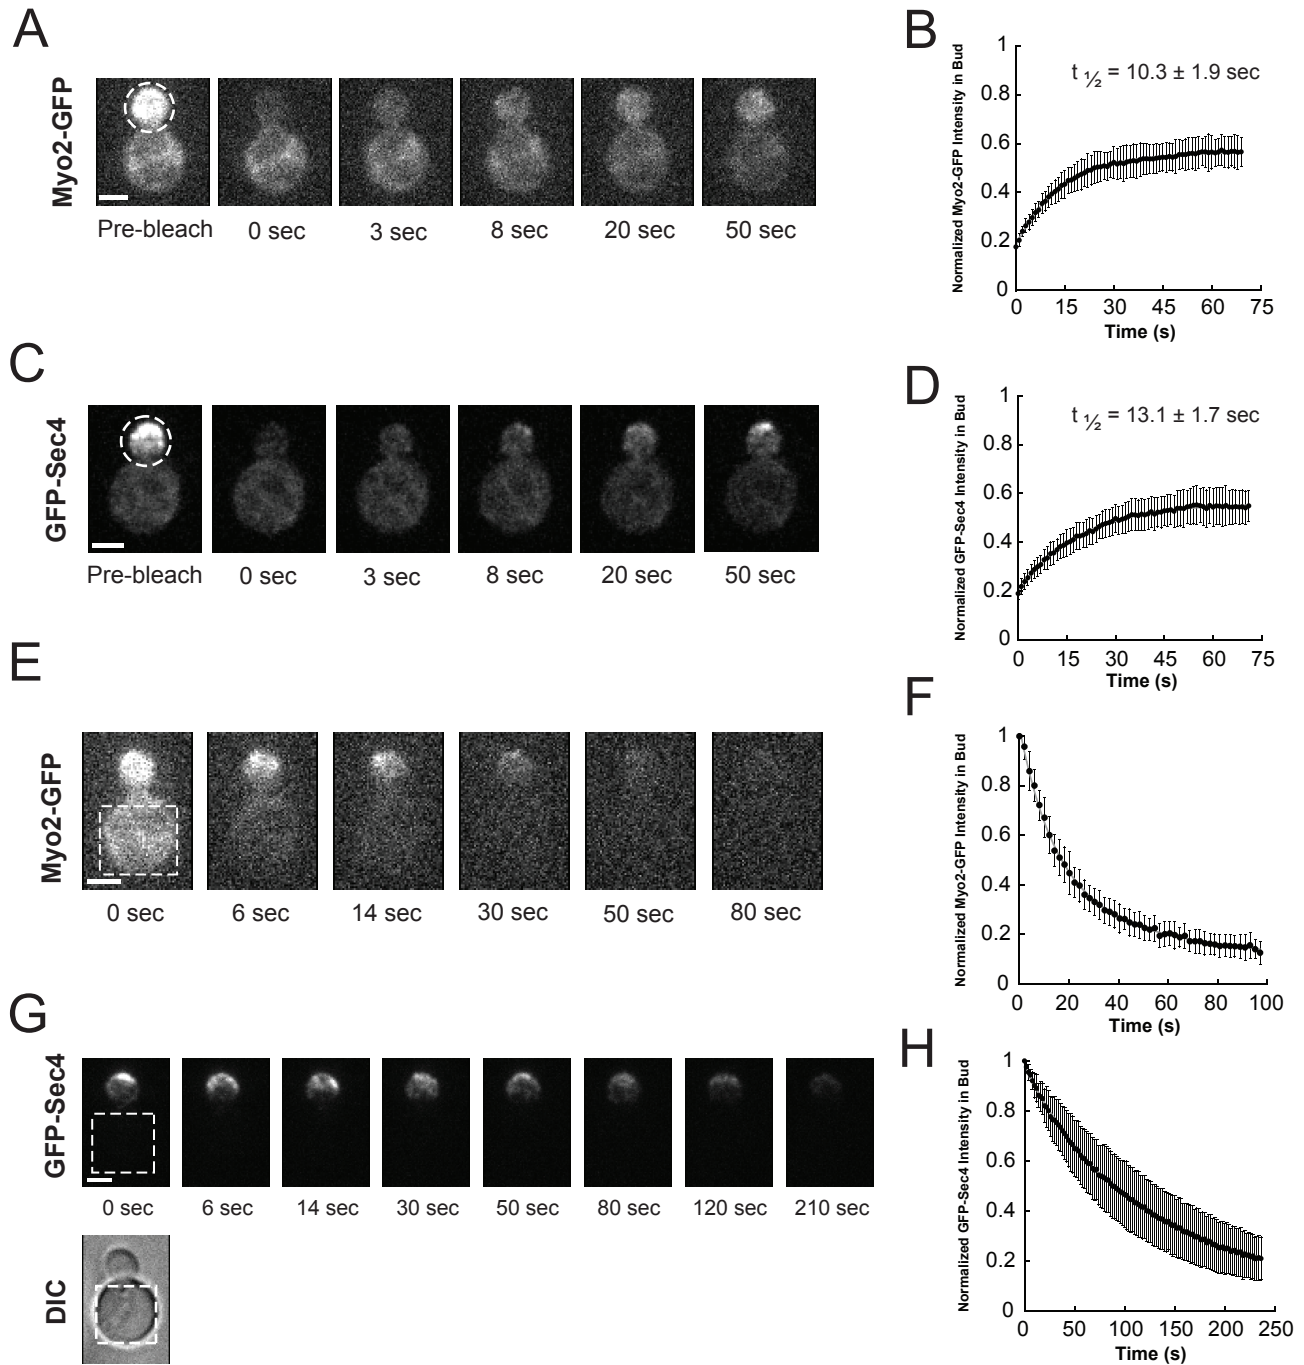 A
Myo2-GFP
Pre-bleach 0 sec 3 sec 8 sec 20 sec 50 sec
B
Normalized Myo2-GFP Intensity in Bud
t ½ = 10.3 ± 1.9 sec
1
0.8
0.6
0.4
0.2
0
0 15 30 45 60 75
Time (s)
C
GFP-Sec4
Pre-bleach 0 sec 3 sec 8 sec 20 sec 50 sec
D
Normalized GFP-Sec4 Intensity in Bud
t ½ = 13.1 ± 1.7 sec
1
0.8
0.6
0.4
0.2
0
0 15 30 45 60 75
Time (s)
E
Myo2-GFP
0 sec 6 sec 14 sec 30 sec 50 sec 80 sec
F
Normalized Myo2-GFP Intensity in Bud
1
0.8
0.6
0.4
0.2
0
0 20 40 60 80 100
Time (s)
G
GFP-Sec4
0 sec 6 sec 14 sec 30 sec 50 sec 80 sec 120 sec 210 sec
DIC
H
Normalized GFP-Sec4 Intensity in Bud
1
0.8
0.6
0.4
0.2
0
0 50 100 150 200 250
Time (s)